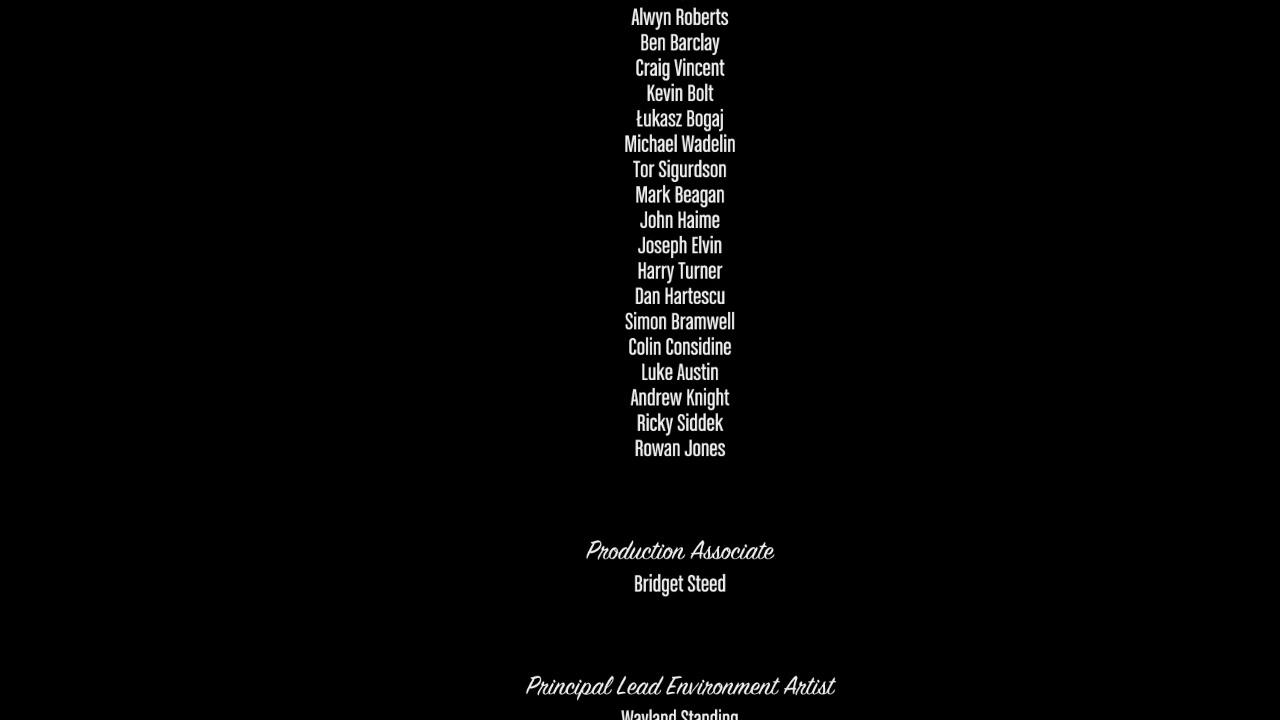 Alwyn Roberts
Ben Barclay
Craig Vincent
Kevin Bolt
Łukasz Bogaj
Michael Wadelin
Tor Sigurdson
Mark Beagan
John Haime
Joseph Elvin
Harry Turner
Dan Hartescu
Simon Bramwell
Colin Considine
Luke Austin
Andrew Knight
Ricky Siddek
Rowan Jones
Production Associate
Bridget Steed
Principal Lead Environment Artist
Wayland Standing